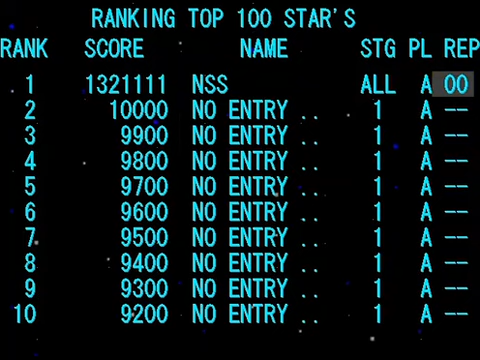 RANKING TOP 100 STAR'S
RANK SCORE NAME STG PL REP
1 1321111 NSS ALL A 00
2 10000 NO ENTRY .. 1 A --
3 9900 NO ENTRY .. 1 A --
4 9800 NO ENTRY .. 1 A --
5 9700 NO ENTRY .. 1 A --
6 9600 NO ENTRY .. 1 A --
7 9500 NO ENTRY .. 1 A --
8 9400 NO ENTRY .. 1 A --
9 9300 NO ENTRY .. 1 A --
10 9200 NO ENTRY .. 1 A --